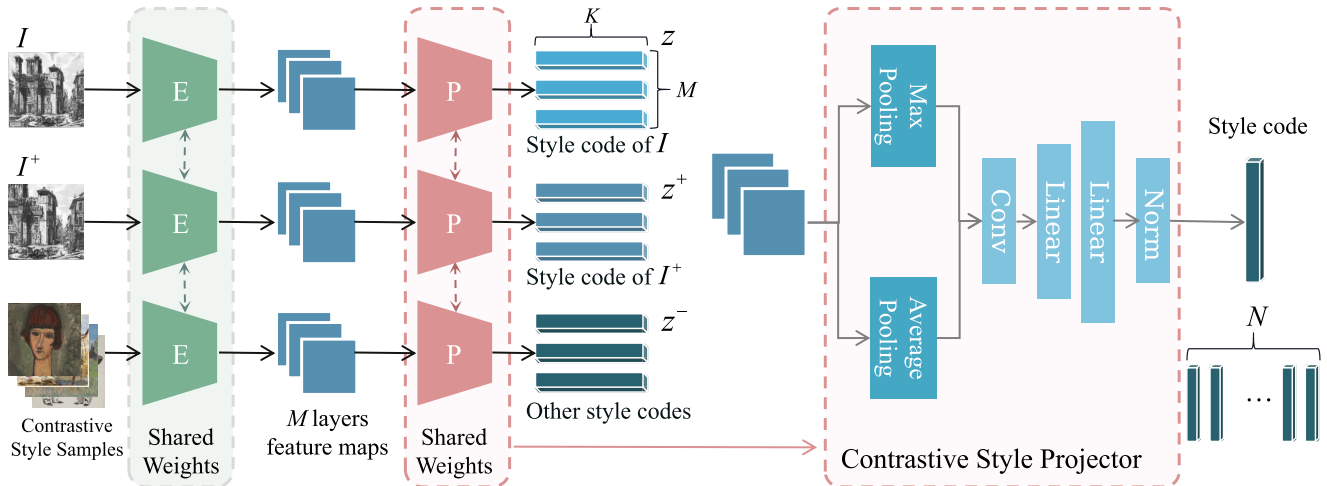 I
E
P
K
z
M
Style code of I
I⁺
E
P
z⁺
Style code of I⁺
E
P
z⁻
Other style codes
Contrastive
Style Samples
Shared
Weights
M layers
feature maps
Shared
Weights
Max
Pooling
Average
Pooling
Conv
Linear
Linear
Norm
Contrastive Style Projector
Style code
N
...